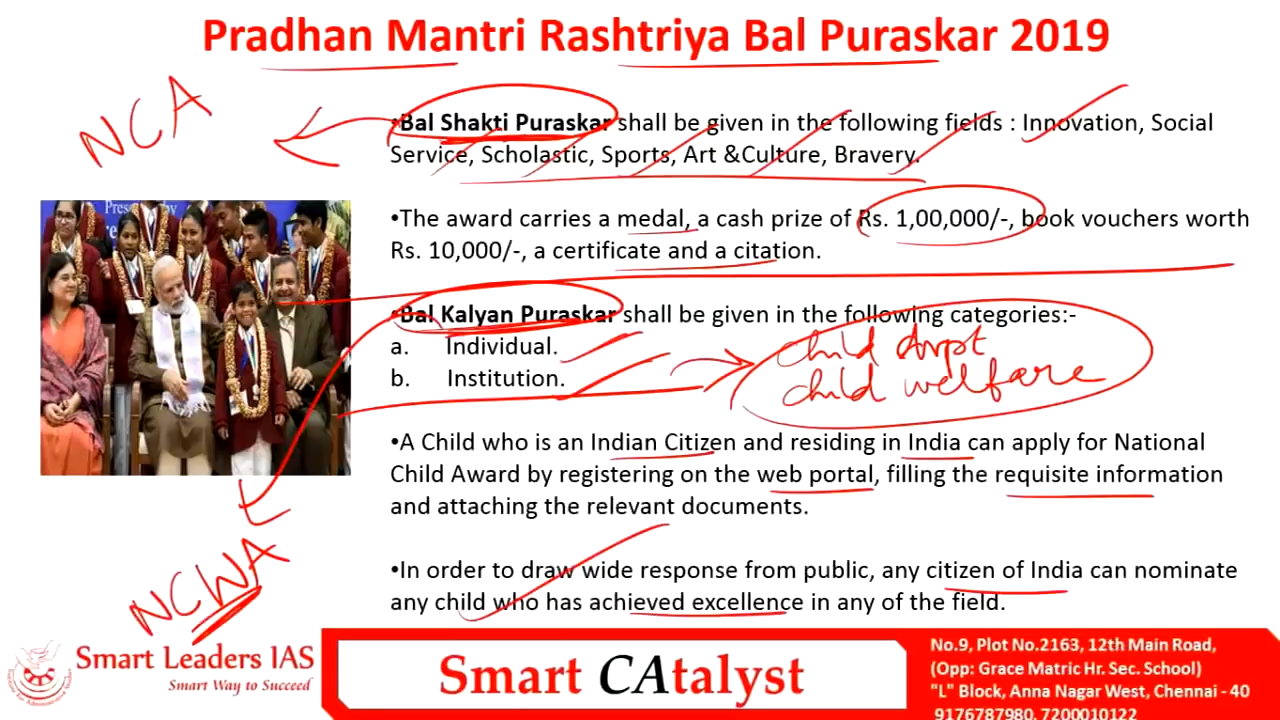 Pradhan Mantri Rashtriya Bal Puraskar 2019
NCA
•Bal Shakti Puraskar shall be given in the following fields : Innovation, Social
Service, Scholastic, Sports, Art &Culture, Bravery.
•The award carries a medal, a cash prize of Rs. 1,00,000/-, book vouchers worth
Rs. 10,000/-, a certificate and a citation.
•Bal Kalyan Puraskar shall be given in the following categories:-
a. Individual.
b. Institution.
child
child welfare
•A Child who is an Indian Citizen and residing in India can apply for National
Child Award by registering on the web portal, filling the requisite information
and attaching the relevant documents.
NCWA
•In order to draw wide response from public, any citizen of India can nominate
any child who has achieved excellence in any of the field.
Smart Leaders IAS
Smart Way to Succeed
Smart CAtalyst
No.9, Plot No.2163, 12th Main Road,
(Opp: Grace Matric Hr. Sec. School)
"L" Block, Anna Nagar West, Chennai - 40
9176787980, 7200010122